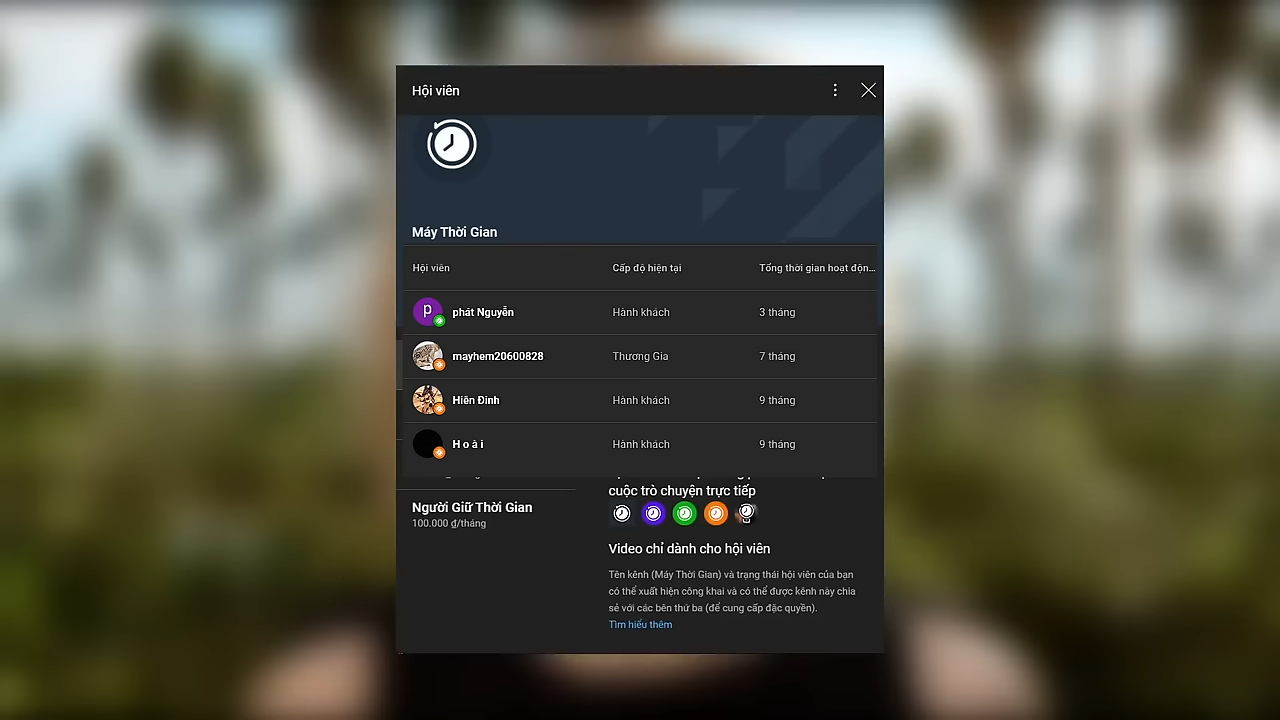 Hội viên
Máy Thời Gian
Hội viên Cấp độ hiện tại Tổng thời gian hoạt độn...
P phát Nguyễn Hành khách 3 tháng
mayhem20600828 Thương Gia 7 tháng
Hiên Đinh Hành khách 9 tháng
H o à i Hành khách 9 tháng
cuộc trò chuyện trực tiếp
Người Giữ Thời Gian
100.000 ₫/tháng
Video chỉ dành cho hội viên
Tên kênh (Máy Thời Gian) và trạng thái hội viên của bạn
có thể xuất hiện công khai và có thể được kênh này chia
sẻ với các bên thứ ba (để cung cấp đặc quyền).
Tìm hiểu thêm